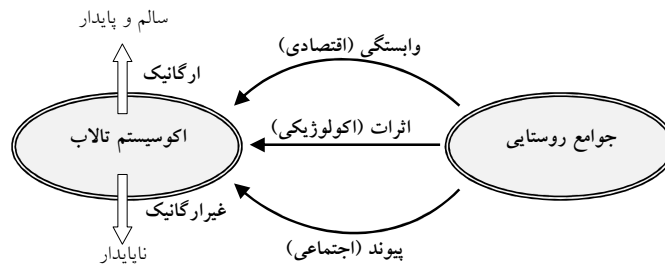 سالم و پایدار
وابستگی (اقتصادی)
ارگانیک
جوامع روستایی
اثرات (اکولوژیکی)
اکوسیستم تالاب
غیرارگانیک
پیوند (اجتماعی)
ناپایدار